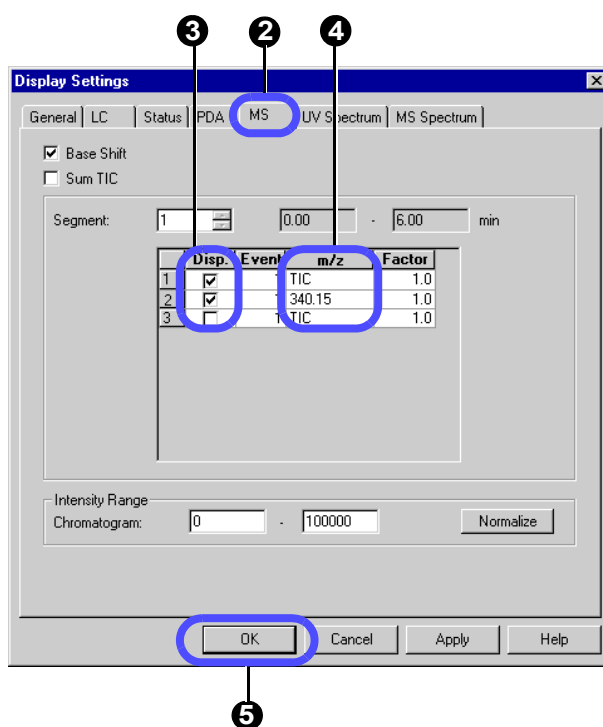 3 2 4
Display Settings
General LC Status PDA MS UV Spectrum MS Spectrum
Base Shift
Sum TIC
Segment: 1 0.00 - 6.00 min
Disp. Event m/z Factor
1 1 TIC 1.0
2 1 340.15 1.0
3 1 TIC 1.0
Intensity Range
Chromatogram: 0 - 100000 Normalize
OK Cancel Apply Help
5